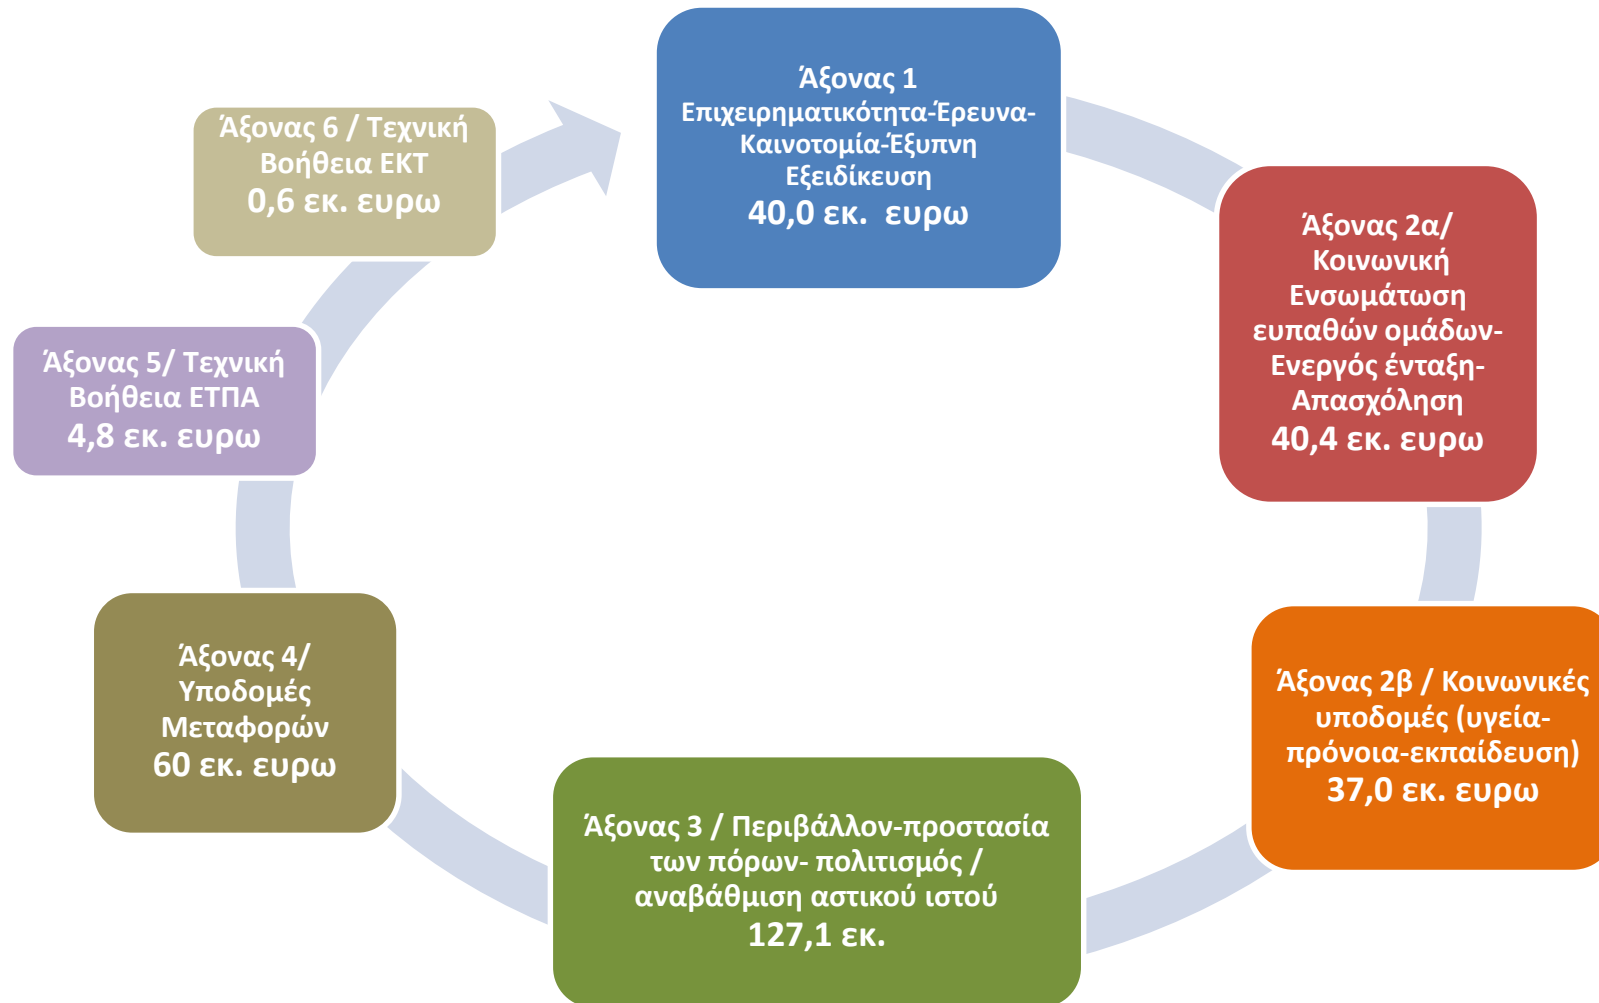 Άξονας 1
Επιχειρηματικότητα-Έρευνα-
Καινοτομία-Έξυπνη
Εξειδίκευση
40,0 εκ. ευρω
Άξονας 2α/
Κοινωνική
Ενσωμάτωση
ευπαθών ομάδων-
Ενεργός ένταξη-
Απασχόληση
40,4 εκ. ευρω
Άξονας 2β / Κοινωνικές
υποδομές (υγεία-
πρόνοια-εκπαίδευση)
37,0 εκ. ευρω
Άξονας 3 / Περιβάλλον-προστασία
των πόρων- πολιτισμός /
αναβάθμιση αστικού ιστού
127,1 εκ.
Άξονας 4/
Υποδομές
Μεταφορών
60 εκ. ευρω
Άξονας 5/ Τεχνική
Βοήθεια ΕΤΠΑ
4,8 εκ. ευρω
Άξονας 6 / Τεχνική
Βοήθεια ΕΚΤ
0,6 εκ. ευρω